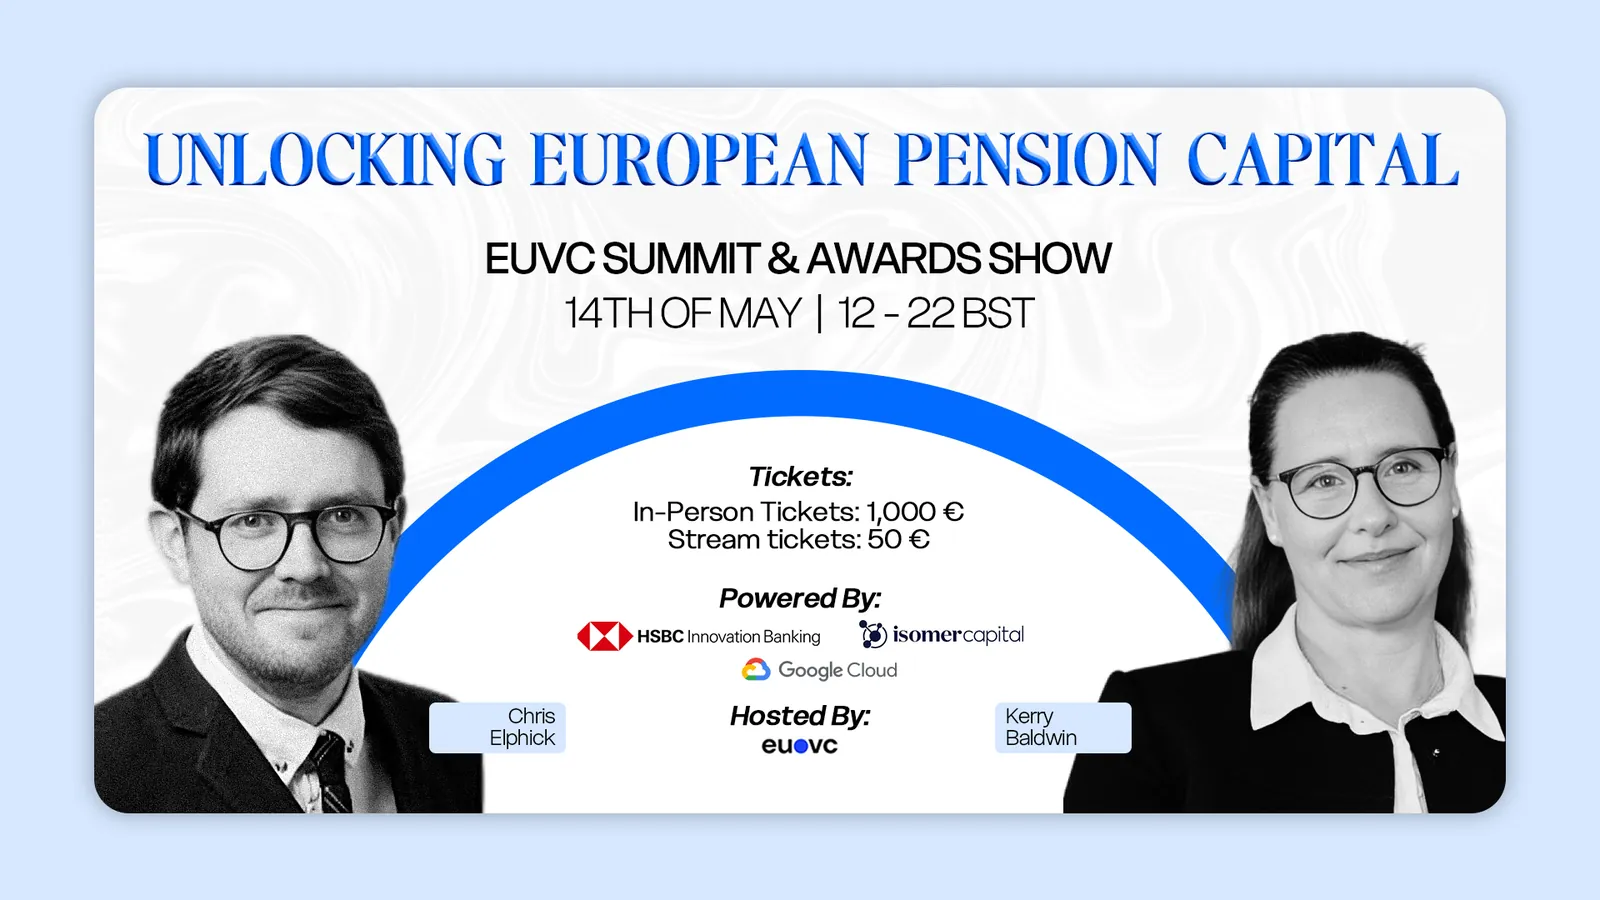 UNLOCKING EUROPEAN PENSION CAPITAL
EUVC SUMMIT & AWARDS SHOW
14TH OF MAY | 12 - 22 BST
Tickets:
In-Person Tickets: 1,000 €
Stream tickets: 50 €
Powered By:
HSBC Innovation Banking
isomercapital
Google Cloud
Hosted By:
euvc
Chris
Elphick
Kerry
Baldwin